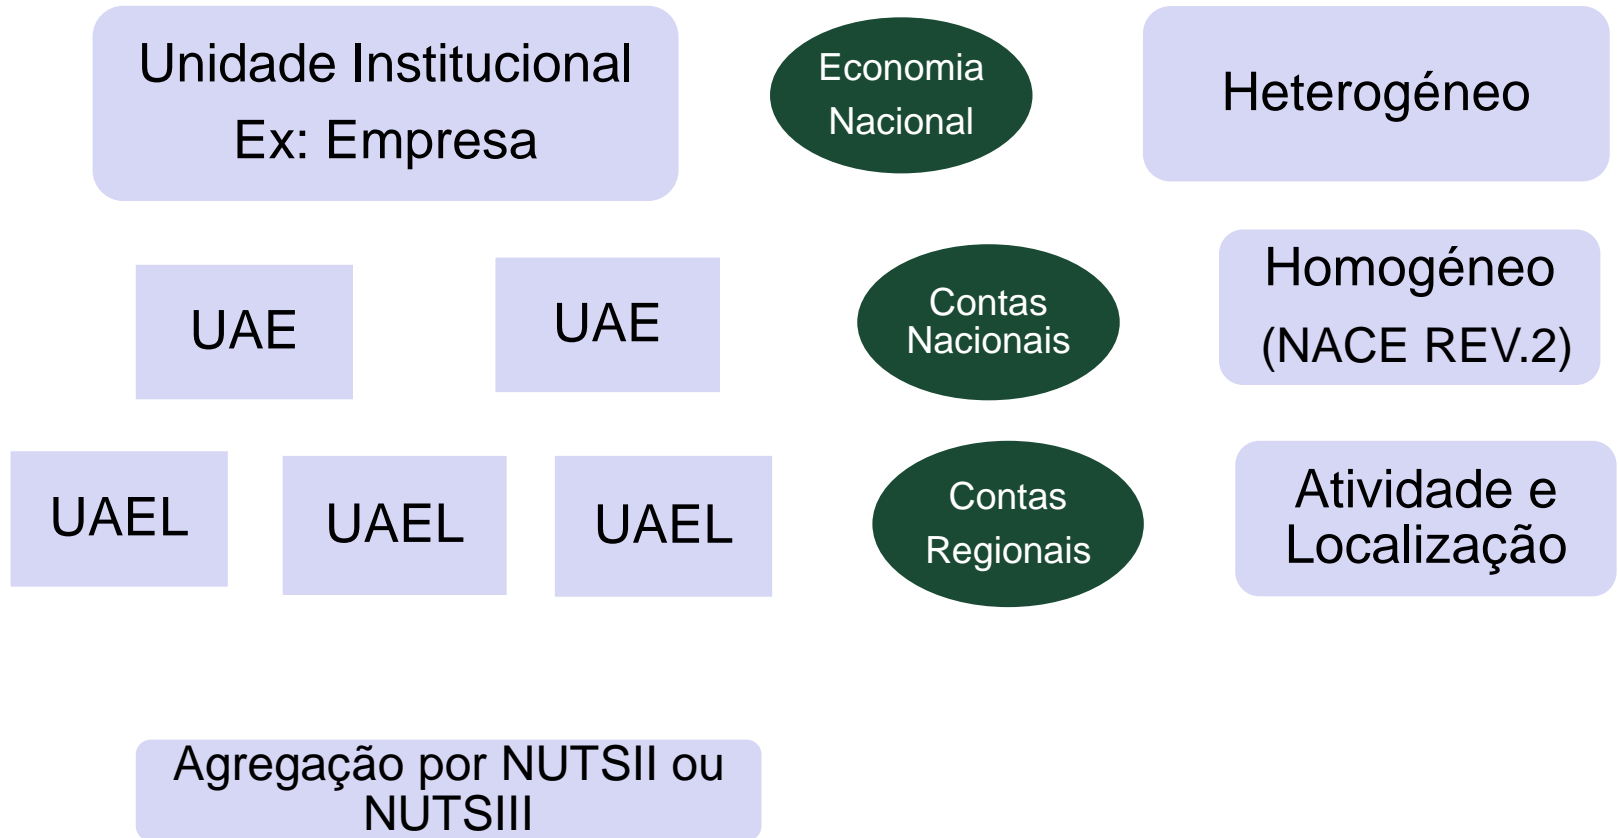 Unidade Institucional
Ex: Empresa
Economia
Nacional
Heterogéneo
UAE
UAE
Contas
Nacionais
Homogéneo
(NACE REV.2)
UAEL
UAEL
UAEL
Contas
Regionais
Atividade e
Localização
Agregação por NUTSII ou
NUTSIII